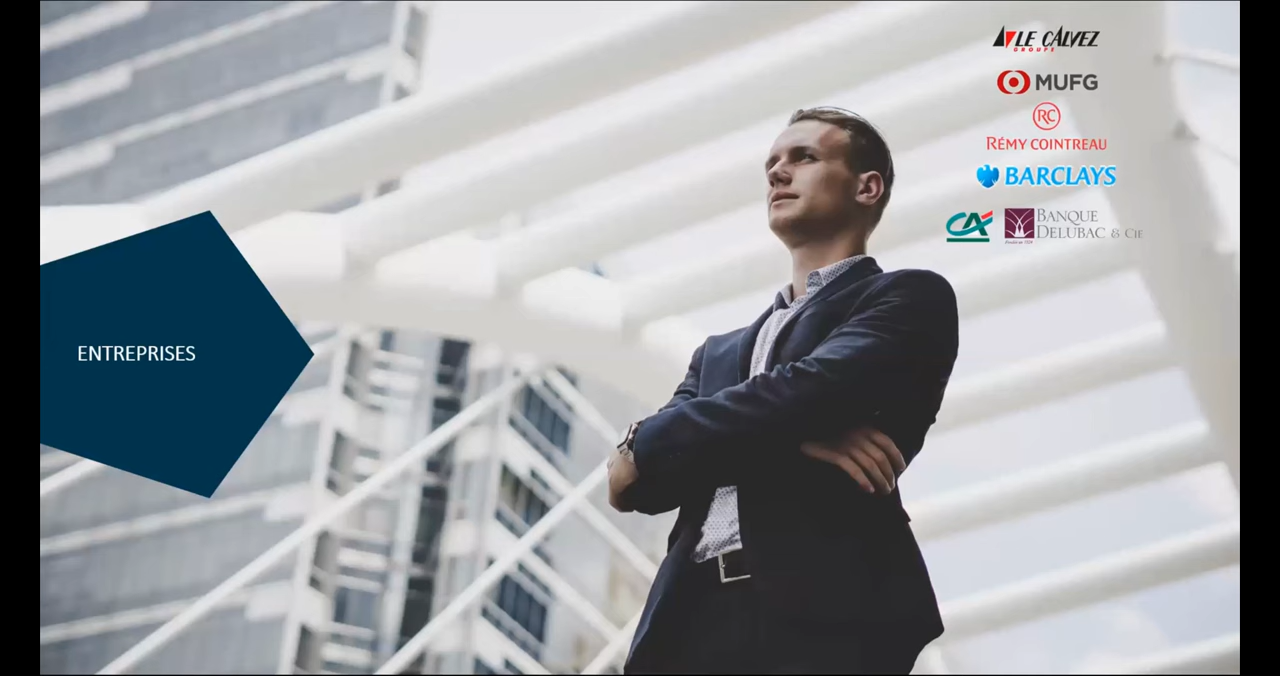 LE CALVEZ
GROUPE
MUFG
RC
RÉMY COINTREAU
BARCLAYS
CA
BANQUE
DELUBAC & CIE
ENTREPRISES